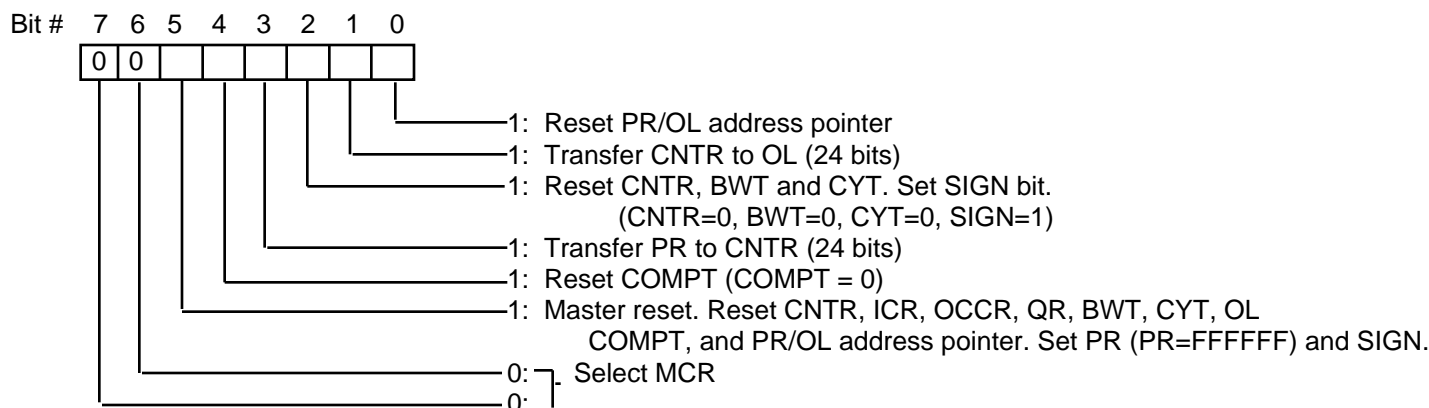 Bit # 7 6 5 4 3 2 1 0
0 0
1: Reset PR/OL address pointer
1: Transfer CNTR to OL (24 bits)
1: Reset CNTR, BWT and CYT. Set SIGN bit.
(CNTR=0, BWT=0, CYT=0, SIGN=1)
1: Transfer PR to CNTR (24 bits)
1: Reset COMPT (COMPT = 0)
1: Master reset. Reset CNTR, ICR, OCCR, QR, BWT, CYT, OL
COMPT, and PR/OL address pointer. Set PR (PR=FFFFFF) and SIGN.
0: Select MCR
0: